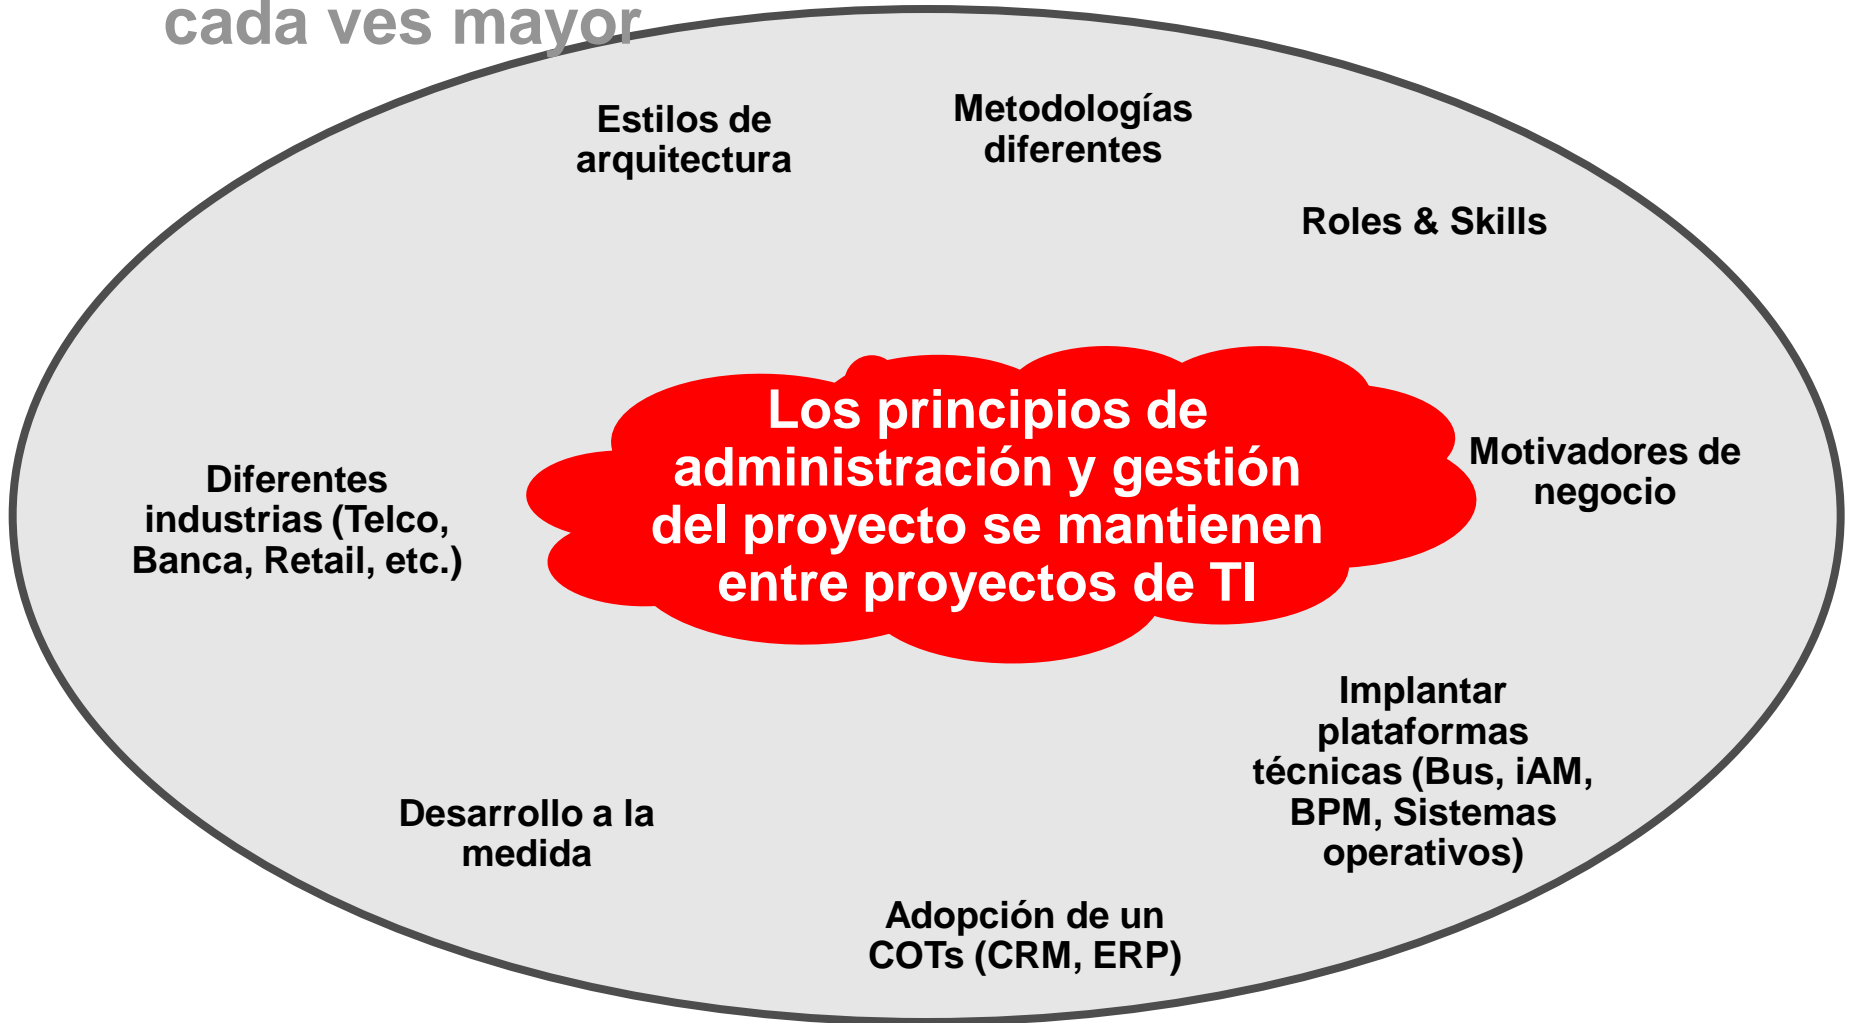 cada ves mayor
Estilos de
arquitectura
Metodologías
diferentes
Roles & Skills
Los principios de
administración y gestión
del proyecto se mantienen
entre proyectos de TI
Motivadores de
negocio
Diferentes
industrias (Telco,
Banca, Retail, etc.)
Implantar
plataformas
técnicas (Bus, iAM,
BPM, Sistemas
operativos)
Desarrollo a la
medida
Adopción de un
COTs (CRM, ERP)